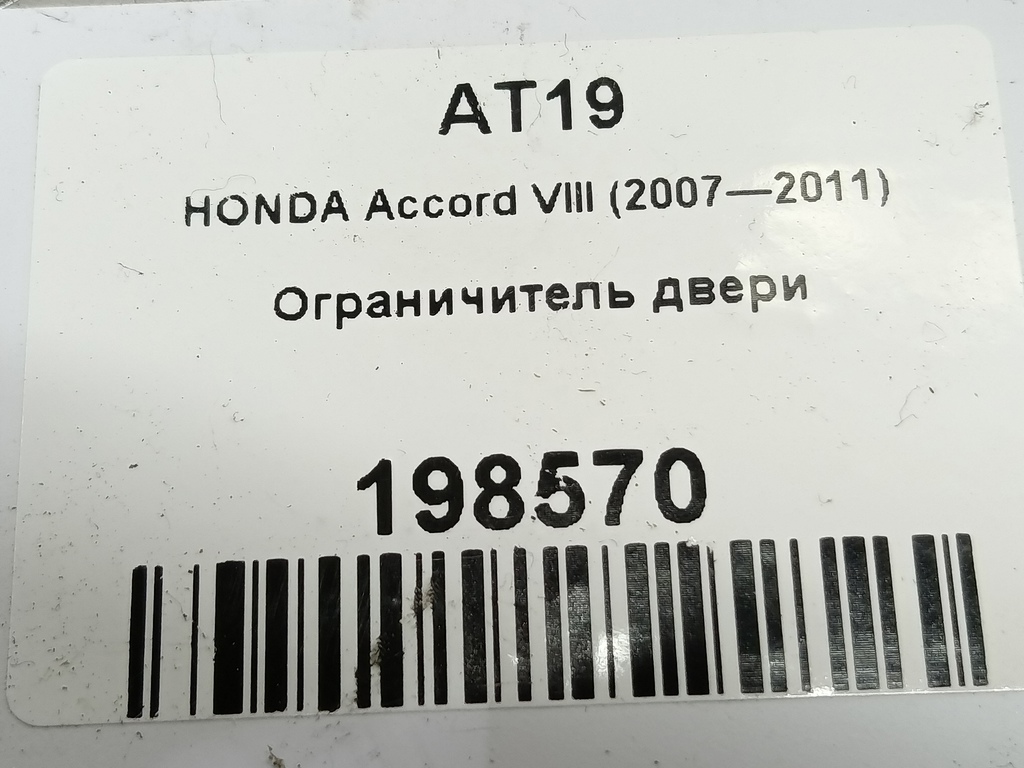 AT19
HONDA Accord VIII (2007—2011)
Ограничитель двери
198570